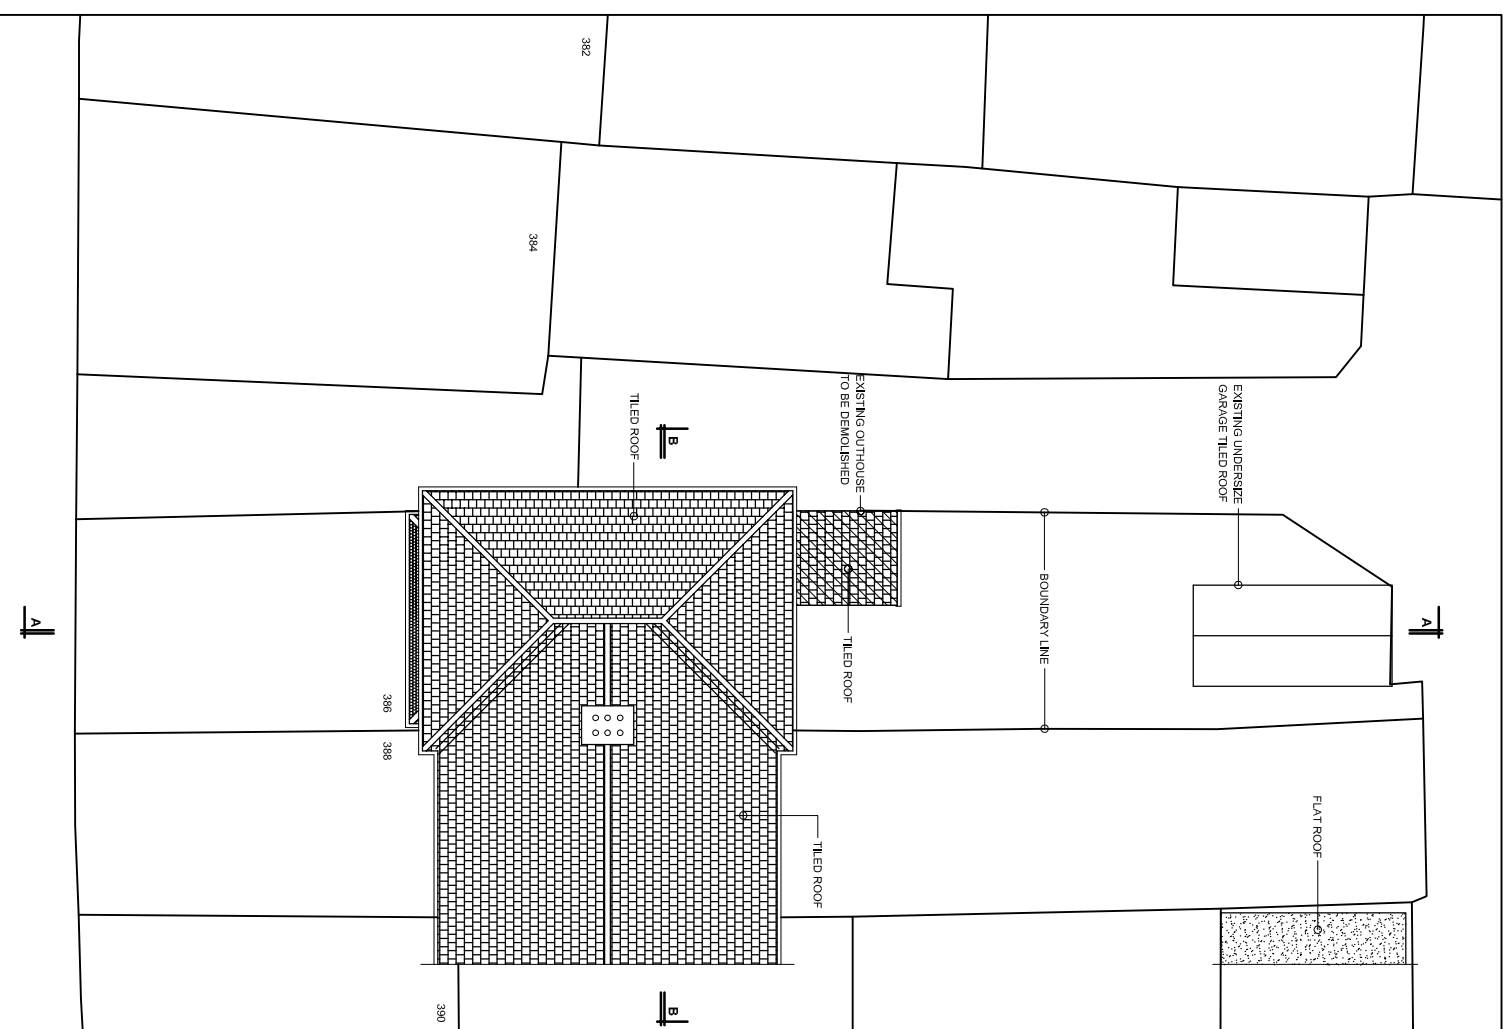 382
384
EXISTING UNDERSIZE
GARAGE TILED ROOF
EXISTING OUTHOUSE
TO BE DEMOLISHED
TILED ROOF
B
BOUNDARY LINE
A
A
TILED ROOF
386
388
FLAT ROOF
TILED ROOF
390
B